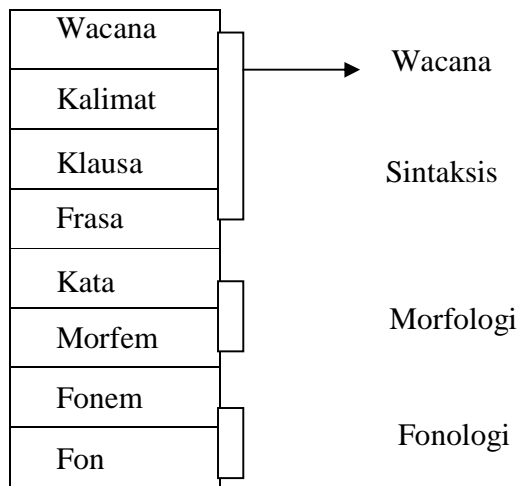 Wacana
Kalimat
Klausa
Frasa
Kata
Morfem
Fonem
Fon
Wacana
Sintaksis
Morfologi
Fonologi